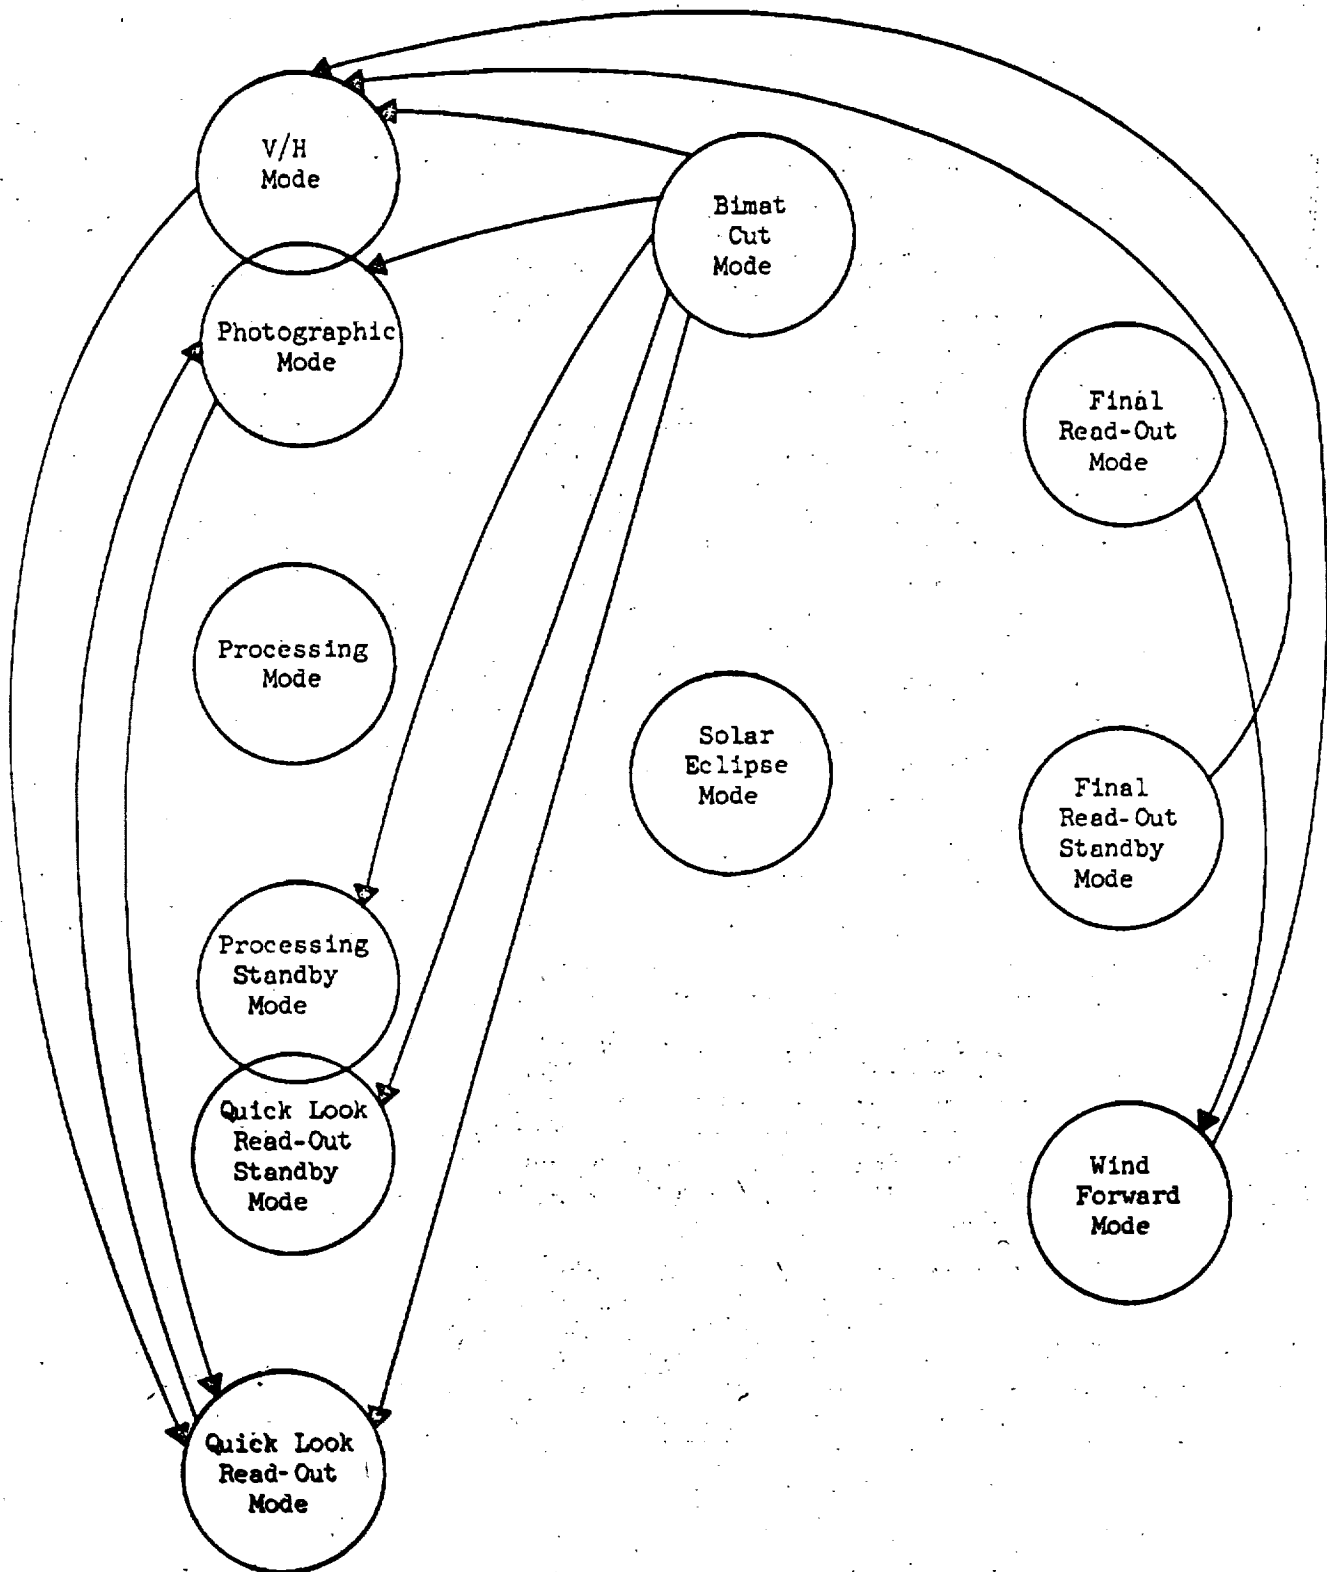 V/H
Mode
Bimat
Cut
Mode
Photographic
Mode
Final
Read-Out
Mode
Processing
Mode
Solar
Eclipse
Mode
Final
Read-Out
Standby
Mode
Processing
Standby
Mode
Quick Look
Read-Out
Standby
Mode
Wind
Forward
Mode
Quick Look
Read-Out
Mode